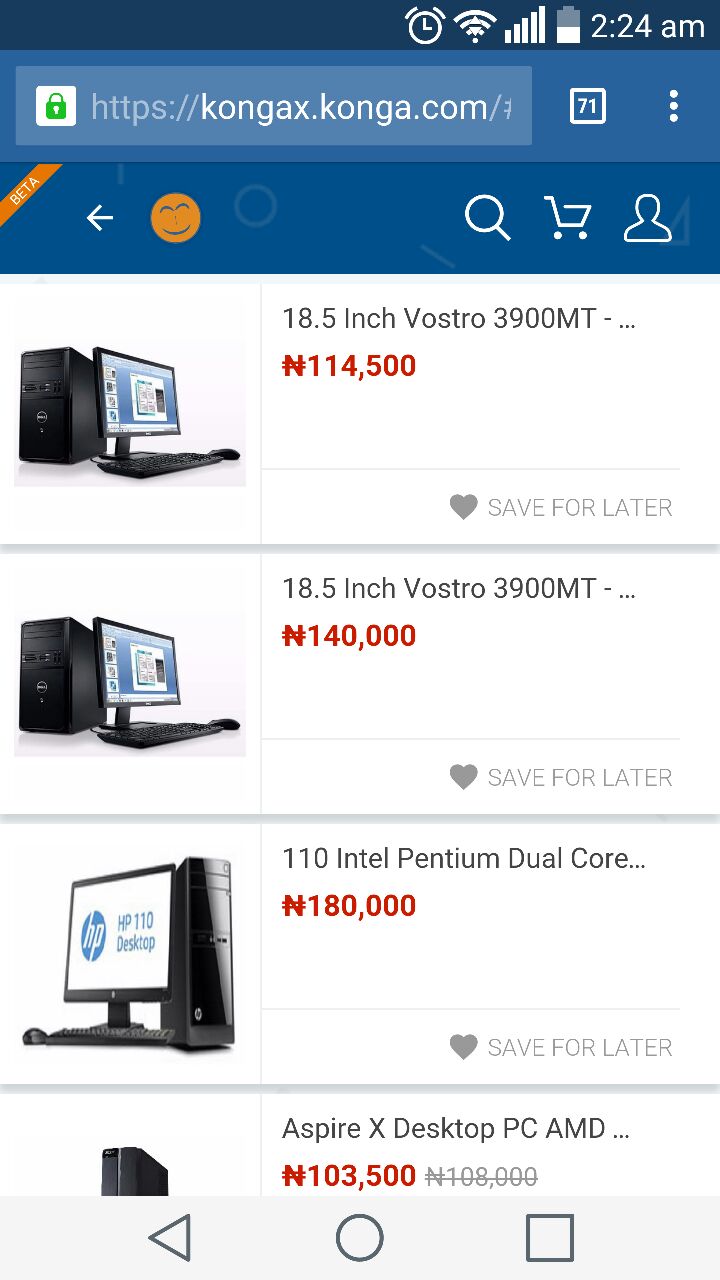 2:24 am
https://kongax.konga.com/#
71
BETA
18.5 Inch Vostro 3900MT - ...
₦114,500
SAVE FOR LATER
18.5 Inch Vostro 3900MT - ...
₦140,000
SAVE FOR LATER
110 Intel Pentium Dual Core...
₦180,000
hp
HP 110
Desktop
SAVE FOR LATER
Aspire X Desktop PC AMD ...
₦103,500 ₦108,000